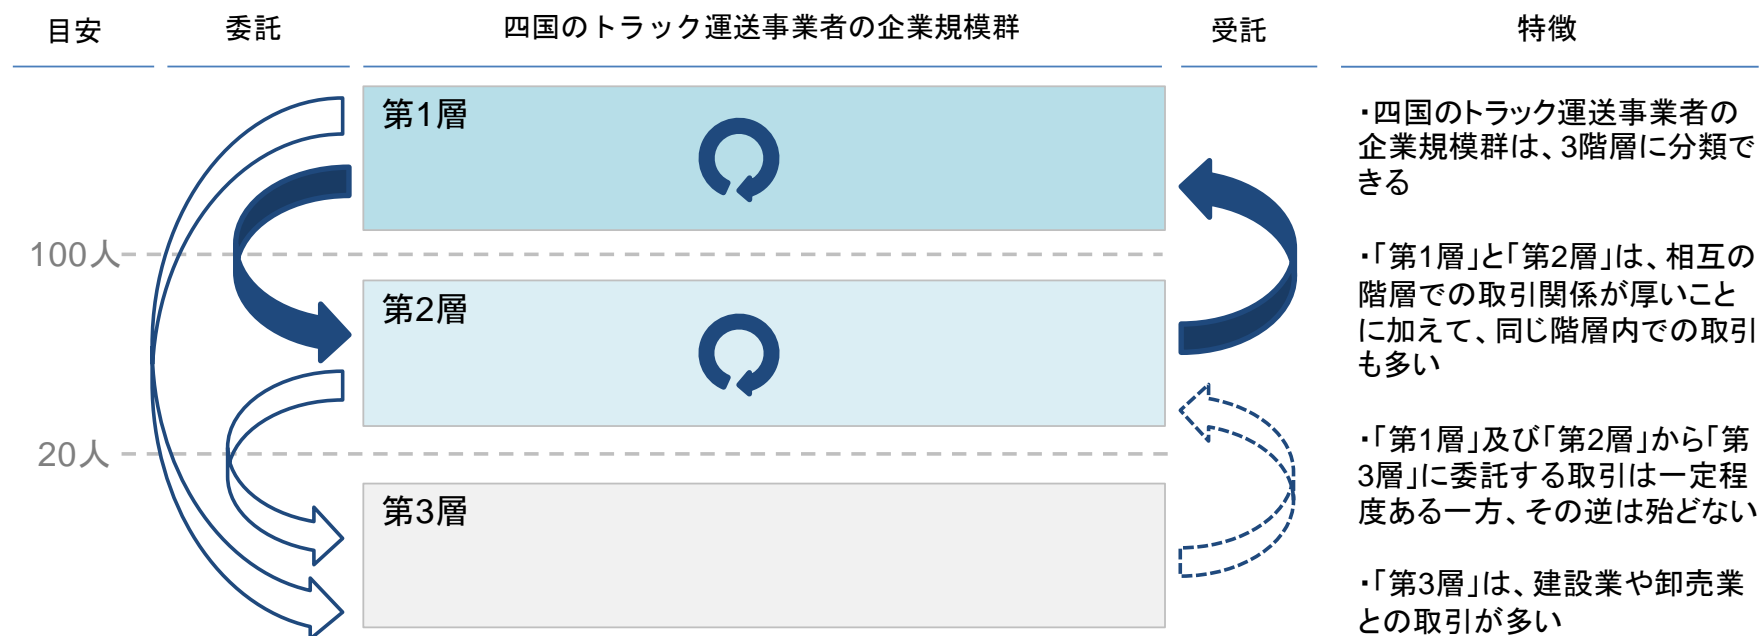 目安
委託
四国のトラック運送事業者の企業規模群
受託
特徴
第1層
100人
第2層
20人
第3層
・四国のトラック運送事業者の
企業規模群は、3階層に分類で
きる
・「第1層」と「第2層」は、相互の
階層での取引関係が厚いこと
に加えて、同じ階層内での取引
も多い
・「第1層」及び「第2層」から「第
3層」に委託する取引は一定程
度ある一方、その逆は殆どない
・「第3層」は、建設業や卸売業
との取引が多い